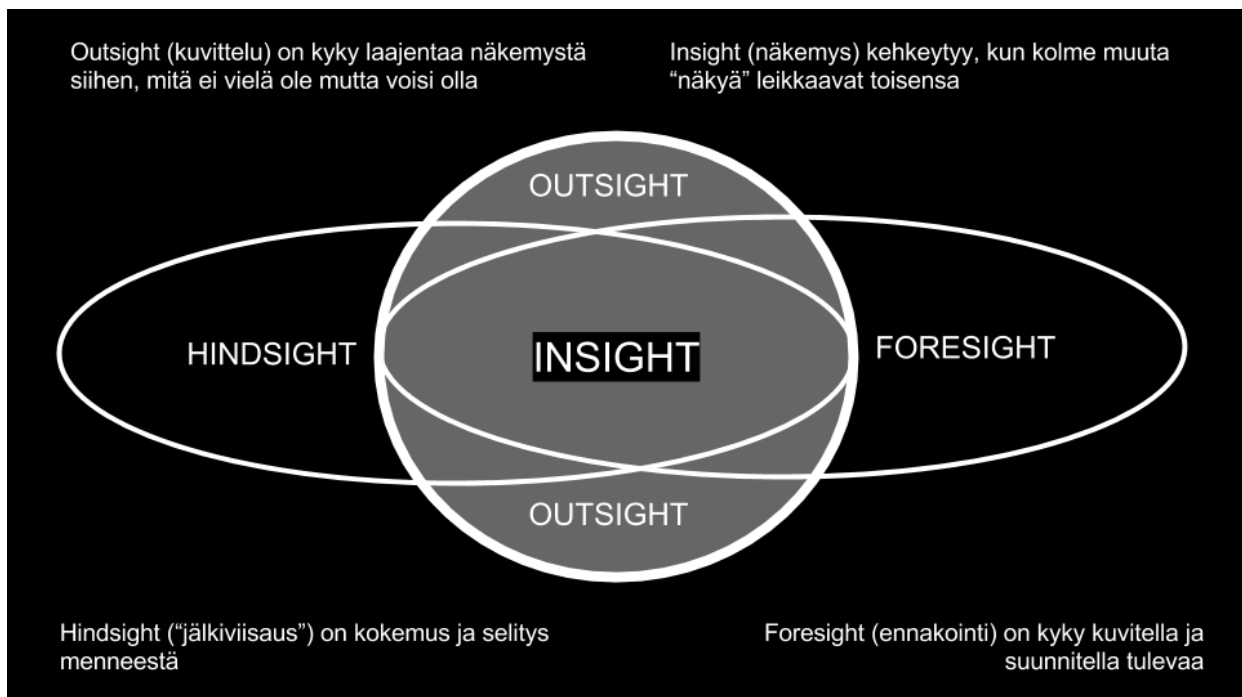 Outsight (kuvittelu) on kyky laajentaa näkemystä
siihen, mitä ei vielä ole mutta voisi olla
Insight (näkemys) kehkeytyy, kun kolme muuta
“näkyä” leikkaavat toisensa
OUTSIGHT
HINDSIGHT
INSIGHT
FORESIGHT
OUTSIGHT
Hindsight (“jälkiviisaus”) on kokemus ja selitys
menneestä
Foresight (ennakointi) on kyky kuvitella ja
suunnitella tulevaa